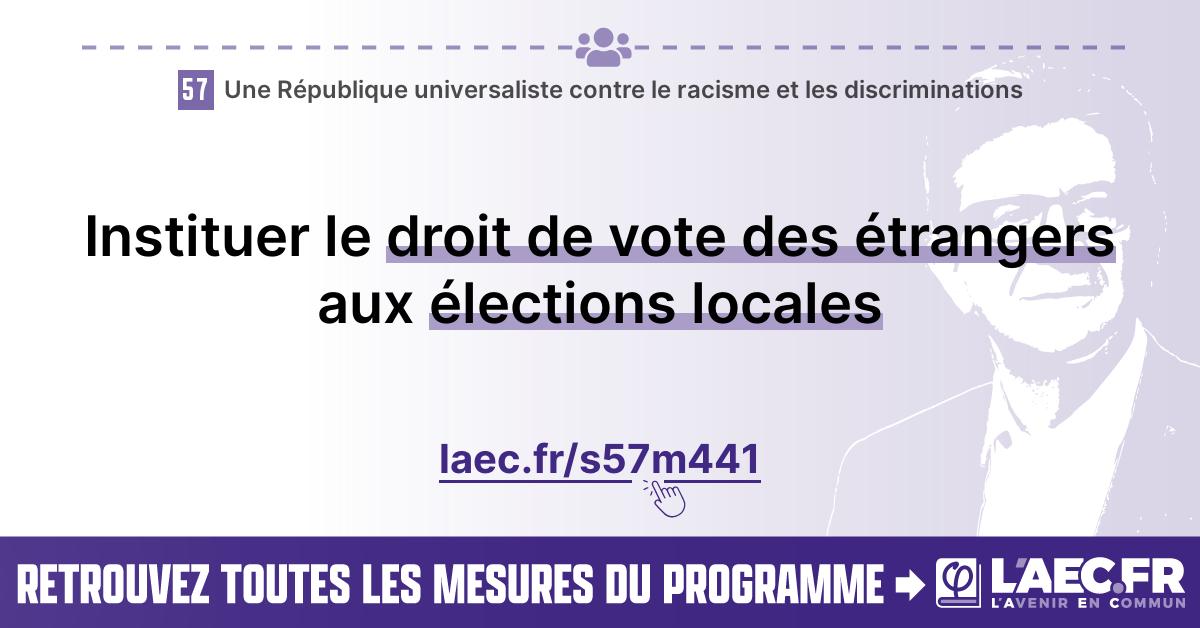 57 Une République universaliste contre le racisme et les discriminations
Instituer le droit de vote des étrangers
aux élections locales
laec.fr/s57m441
RETROUVEZ TOUTES LES MESURES DU PROGRAMME
L'AEC.FR
L'AVENIR EN COMMUN